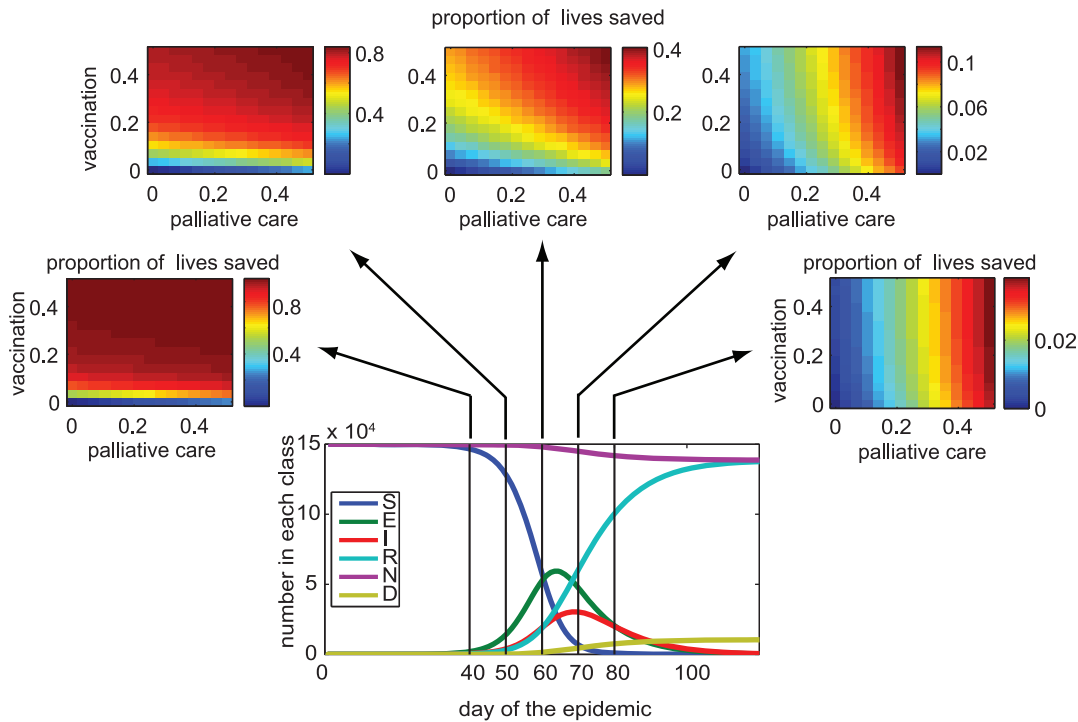 proportion of lives saved
vaccination
0.4
0.2
0
0 0.2 0.4
palliative care
0.8
0.4
0.4
0.2
0
0 0.2 0.4
palliative care
0.4
0.2
0.4
0.2
0
0 0.2 0.4
palliative care
0.1
0.06
0.02
proportion of lives saved
vaccination
0.4
0.2
0
0 0.2 0.4
palliative care
0.8
0.4
proportion of lives saved
vaccination
0.4
0.2
0
0 0.2 0.4
palliative care
0.02
0
x 10⁴
number in each class
15
10
5
0
S
E
I
R
N
D
0 40 50 60 70 80 100
day of the epidemic